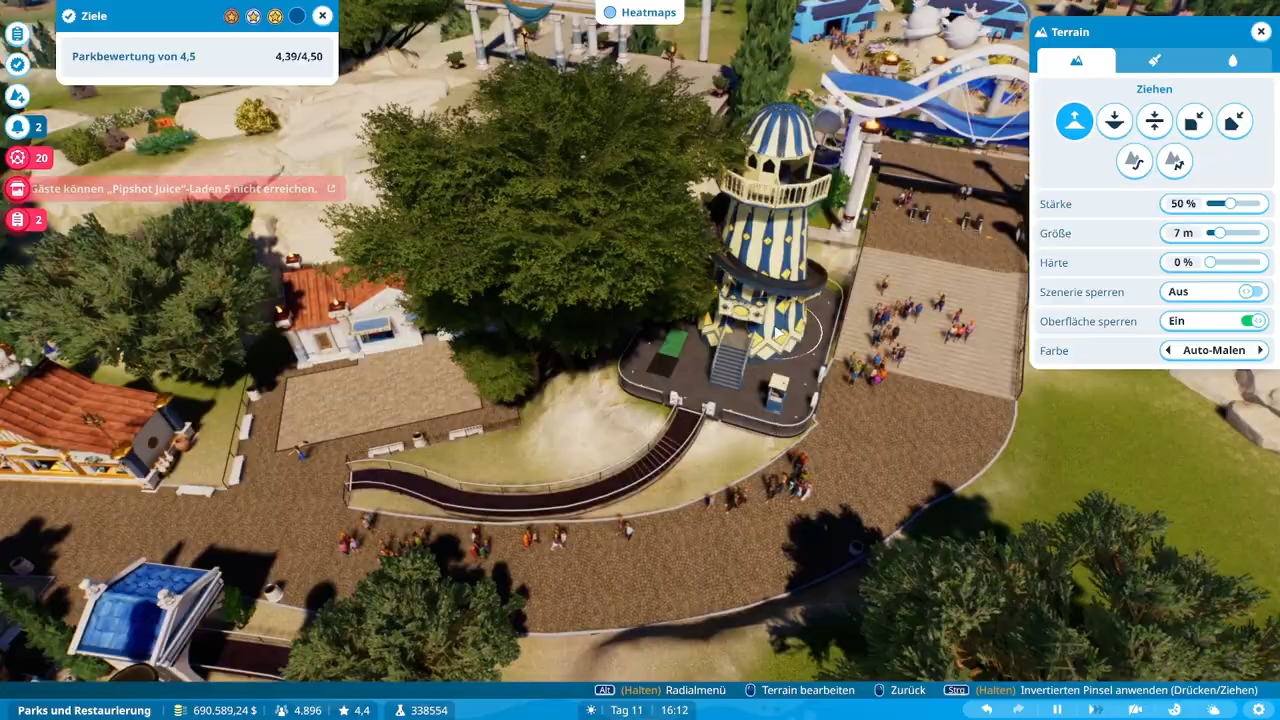 Ziele
Heatmaps
Parkbewertung von 4,5 4,39/4,50
2
20
Gäste können „Pipshot Juice“-Laden 5 nicht erreichen.
2
Terrain
Ziehen
Stärke 50 %
Größe 7 m
Härte 0 %
Szenerie sperren Aus
Oberfläche sperren Ein
Farbe Auto-Malen
Alt (Halten) Radialmenü Terrain bearbeiten Zurück Strg (Halten) Invertierten Pinsel anwenden (Drücken/Ziehen)
Parks und Restaurierung 690.589,24 $ 4.896 4,4 338554 Tag 11 16:12